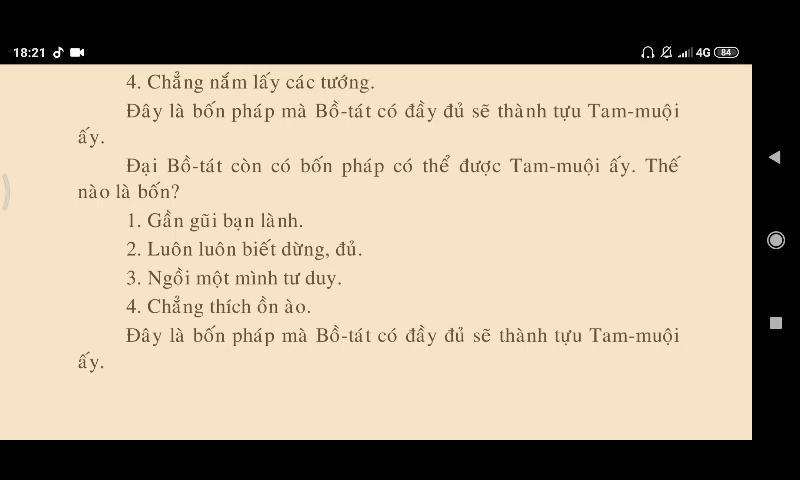 18:21
4G 84
4. Chẳng nắm lấy các tướng.
Đây là bốn pháp mà Bồ-tát có đầy đủ sẽ thành tựu Tam-muội
ấy.
Đại Bồ-tát còn có bốn pháp có thể được Tam-muội ấy. Thế
nào là bốn?
1. Gần gũi bạn lành.
2. Luôn luôn biết dừng, đủ.
3. Ngồi một mình tư duy.
4. Chẳng thích ồn ào.
Đây là bốn pháp mà Bồ-tát có đầy đủ sẽ thành tựu Tam-muội
ấy.